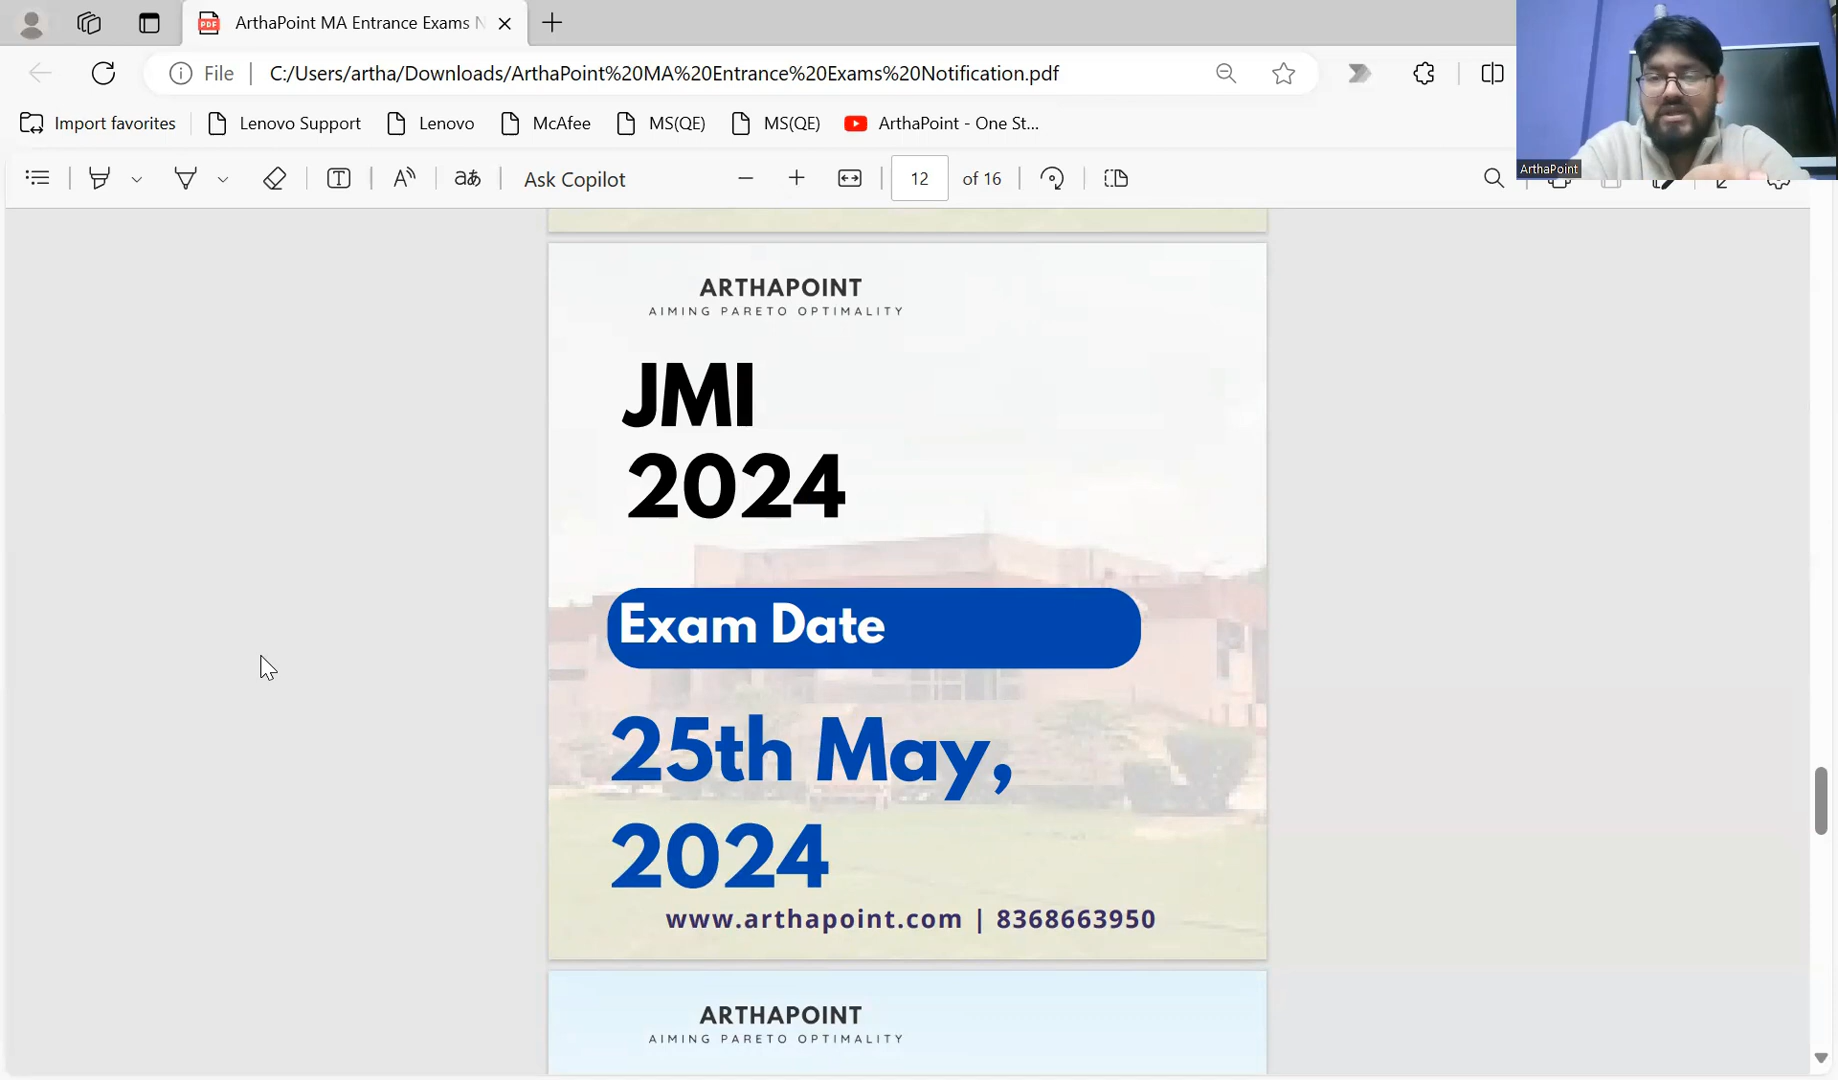 ArthaPoint MA Entrance Exams N
File
C:/Users/artha/Downloads/ArthaPoint%20MA%20Entrance%20Exams%20Notification.pdf
Import favorites
Lenovo Support
Lenovo
McAfee
MS(QE)
MS(QE)
ArthaPoint - One St...
ArthaPoint
Ask Copilot
12 of 16
ARTHAPOINT
AIMING PARETO OPTIMALITY
JMI
2024
Exam Date
25th May,
2024
www.arthapoint.com | 8368663950
ARTHAPOINT
AIMING PARETO OPTIMALITY